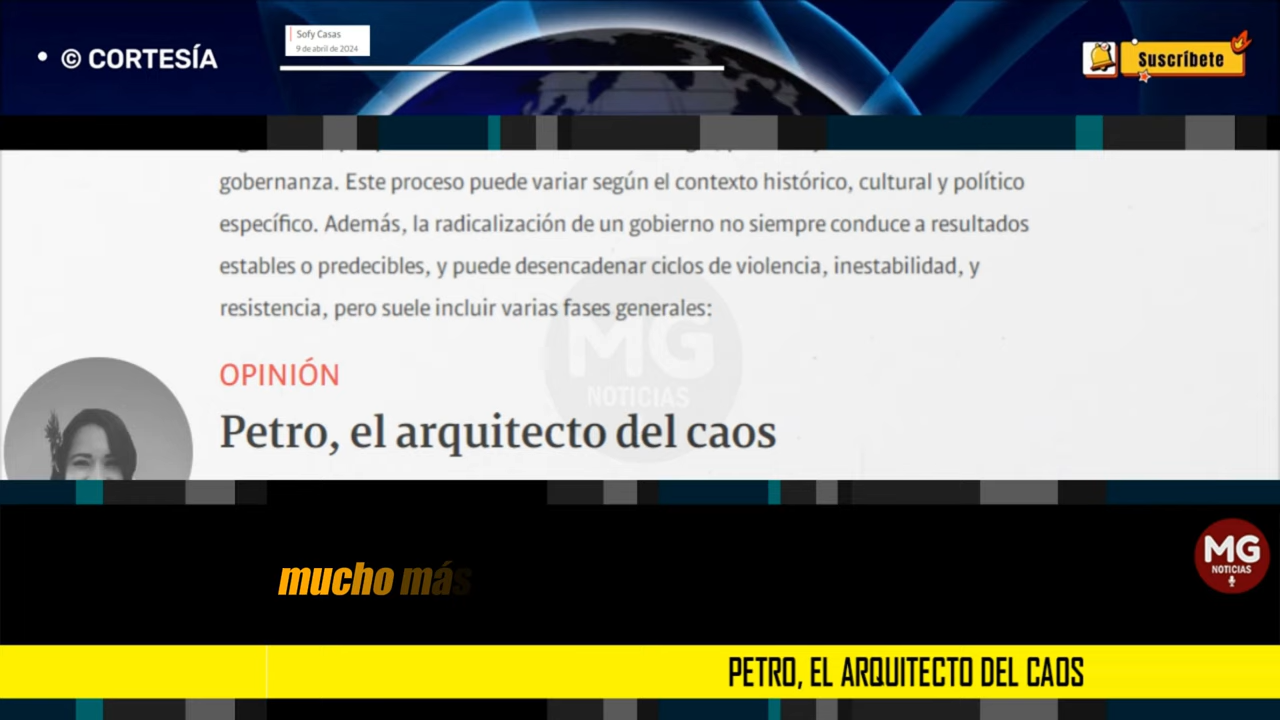 • © CORTESÍA
Sofy Casas
9 de abril de 2024
Suscríbete
gobernanza. Este proceso puede variar según el contexto histórico, cultural y político
específico. Además, la radicalización de un gobierno no siempre conduce a resultados
estables o predecibles, y puede desencadenar ciclos de violencia, inestabilidad, y
resistencia, pero suele incluir varias fases generales:
MG
NOTICIAS
OPINIÓN
Petro, el arquitecto del caos
mucho más
MG
NOTICIAS
PETRO, EL ARQUITECTO DEL CAOS